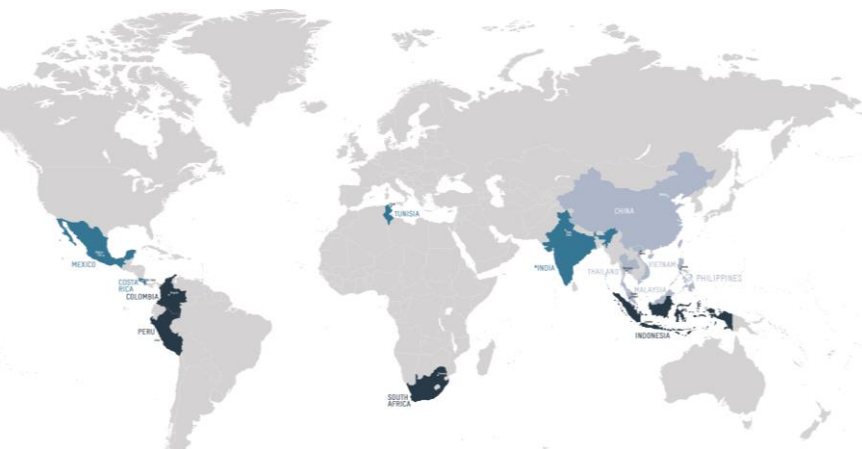 MEXICO
COSTA
RICA
COLOMBIA
PERU
TUNISIA
SOUTH
AFRICA
*INDIA
CHINA
THAILAND
VIETNAM
PHILIPPINES
MALAYSIA
INDONESIA